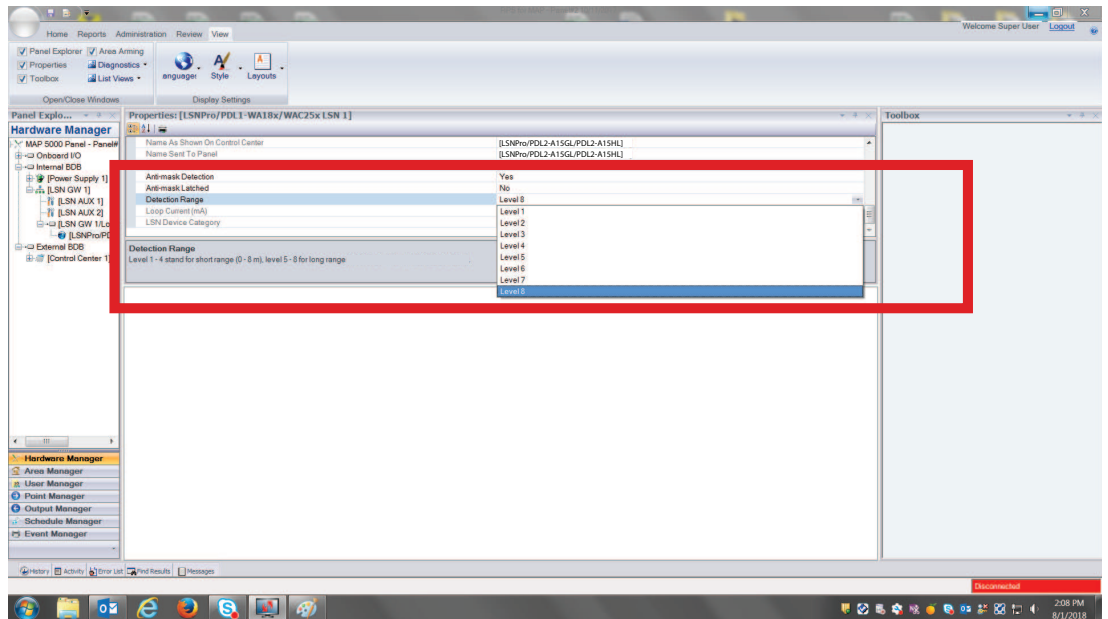 Welcome Super User Logout
Home Reports Administration Review View
Panel Explorer Area Arming
Properties Diagnostics
Toolbox List Views
anguage Style Layouts
Open/Close Windows Display Settings
Panel Explo...
Hardware Manager
MAP 5000 Panel - Panel#
Onboard I/O
Internal BDB
[Power Supply 1]
[LSN GW 1]
[LSN AUX 1]
[LSN AUX 2]
[LSN GW 1/Lo
[LSNPro/PD
External BDB
[Control Center 1]
Properties: [LSNPro/PDL1-WA18x/WAC25x LSN 1]
Name As Shown On Control Center [LSNPro/PDL2-A15GL/PDL2-A15HL]
Name Sent To Panel [LSNPro/PDL2-A15GL/PDL2-A15HL]
Anti-mask Detection Yes
Anti-mask Latched No
Detection Range Level 8
Loop Current (mA) Level 1
LSN Device Category Level 2
Level 3
Level 4
Level 5
Level 6
Level 7
Level 8
Detection Range
Level 1 - 4 stand for short range (0 - 8 m), level 5 - 8 for long range
Toolbox
Hardware Manager
Area Manager
User Manager
Point Manager
Output Manager
Schedule Manager
Event Manager
History Activity Error List Find Results Messages
Disconnected
2:08 PM
8/1/2018